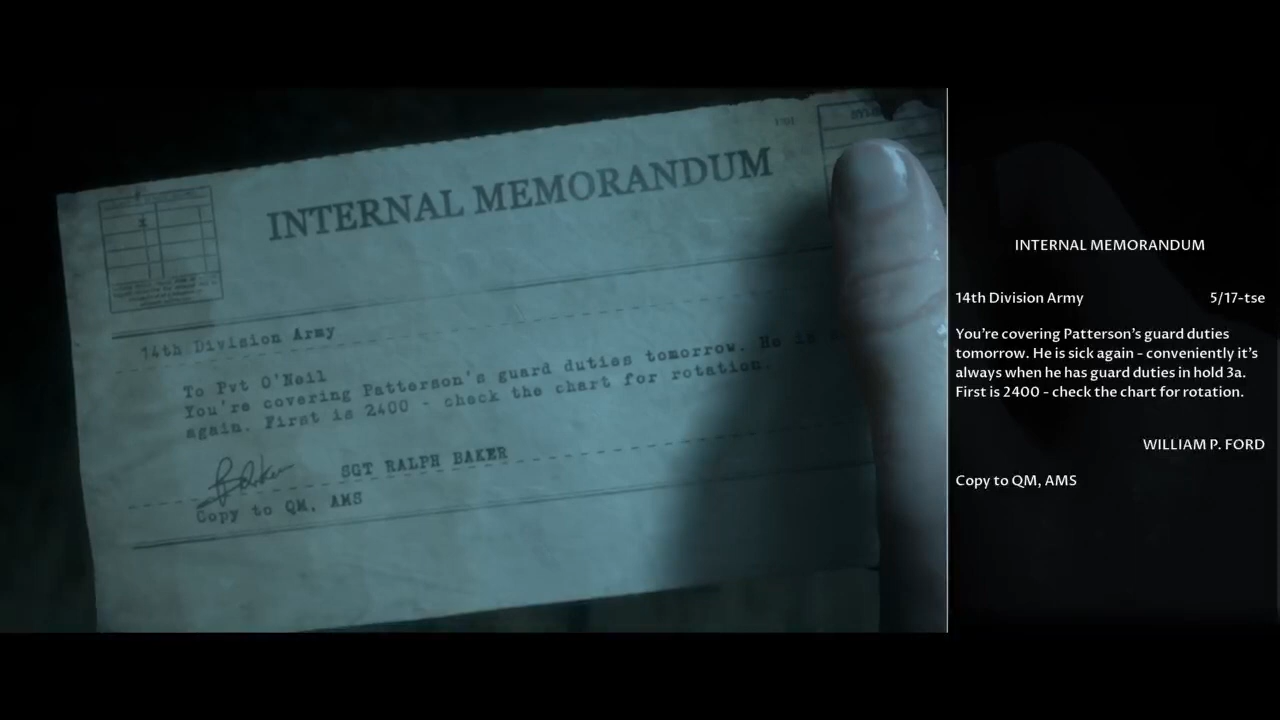 1701
INTERNAL MEMORANDUM
14th Division Army
To Pvt O'Neil
You're covering Patterson's guard duties tomorrow. He is
again. First is 2400 - check the chart for rotation.
SGT RALPH BAKER
Copy to QM, AMS
INTERNAL MEMORANDUM
14th Division Army 5/17-tse
You're covering Patterson's guard duties
tomorrow. He is sick again - conveniently it's
always when he has guard duties in hold 3a.
First is 2400 - check the chart for rotation.
WILLIAM P. FORD
Copy to QM, AMS